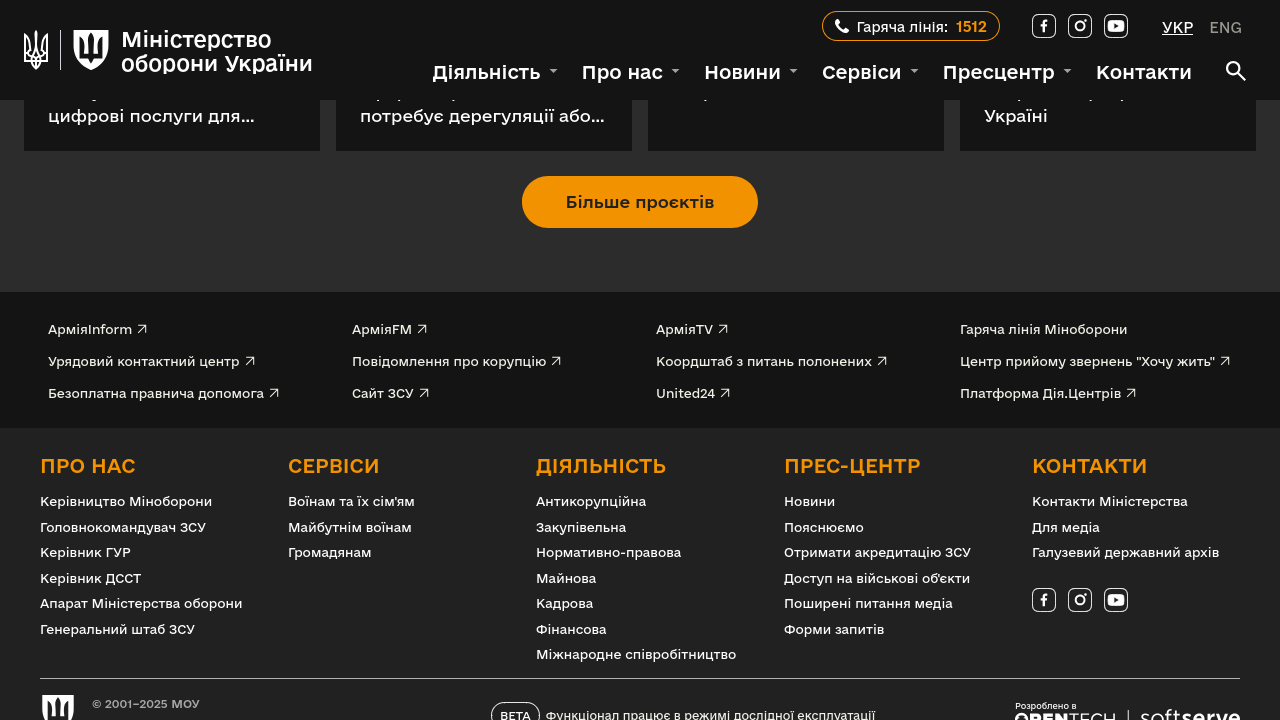 Міністерство
оборони України
Гаряча лінія: 1512
УКР ENG
Діяльність Про нас Новини Сервіси Пресцентр Контакти
цифрові послуги для... потребує дерегуляції або... Україні
Більше проєктів
АрміяInform АрміяFM АрміяTV Гаряча лінія Міноборони
Урядовий контактний центр Повідомлення про корупцію Коордштаб з питань полонених Центр прийому звернень "Хочу жить"
Безоплатна правнича допомога Сайт ЗСУ United24 Платформа Дія.Центрів
ПРО НАС СЕРВІСИ ДІЯЛЬНІСТЬ ПРЕС-ЦЕНТР КОНТАКТИ
Керівництво Міноборони Воїнам та їх сім'ям Антикорупційна Новини Контакти Міністерства
Головнокомандувач ЗСУ Майбутнім воїнам Закупівельна Пояснюємо Для медіа
Керівник ГУР Громадянам Нормативно-правова Отримати акредитацію ЗСУ Галузевий державний архів
Керівник ДССТ Майнова Доступ на військові об'єкти
Апарат Міністерства оборони Кадрова Поширені питання медіа
Генеральний штаб ЗСУ Фінансова Форми запитів
Міжнародне співробітництво
© 2001–2025 МОУ
BETA Функціонал працює в режимі дослідної експлуатації
Розроблено в
OPENTECH softserve